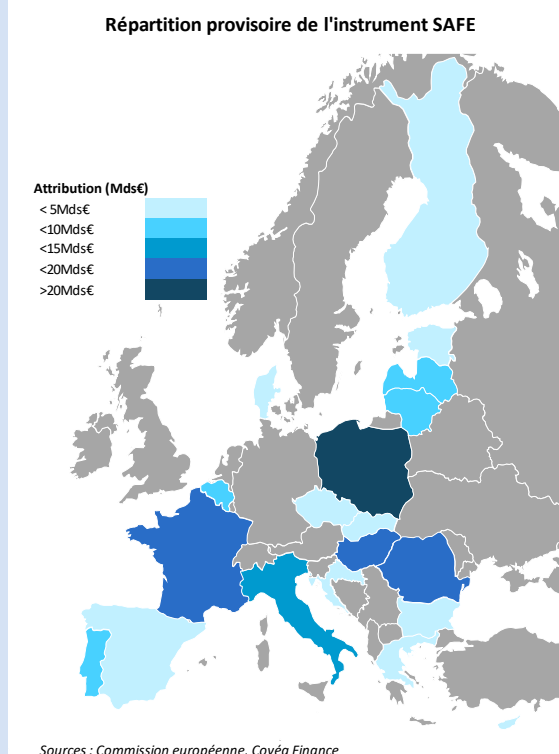 Répartition provisoire de l'instrument SAFE
Attribution (Mds€)
< 5Mds€
<10Mds€
<15Mds€
<20Mds€
>20Mds€
Sources : Commission européenne, Covéa Finance